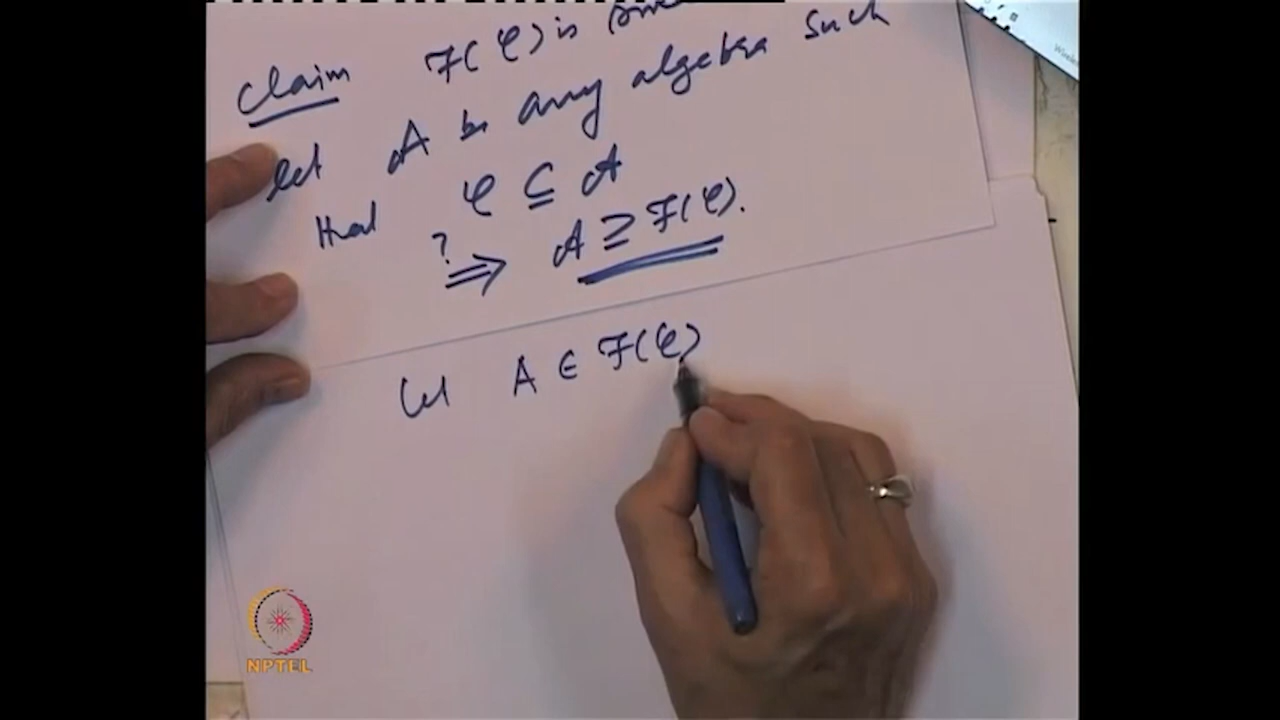 Claim F(C) is
let A be any algebra such
that C ⊆ A
? ⟹ A ⊇ F(C).
let A ∈ F(C)
NPTEL